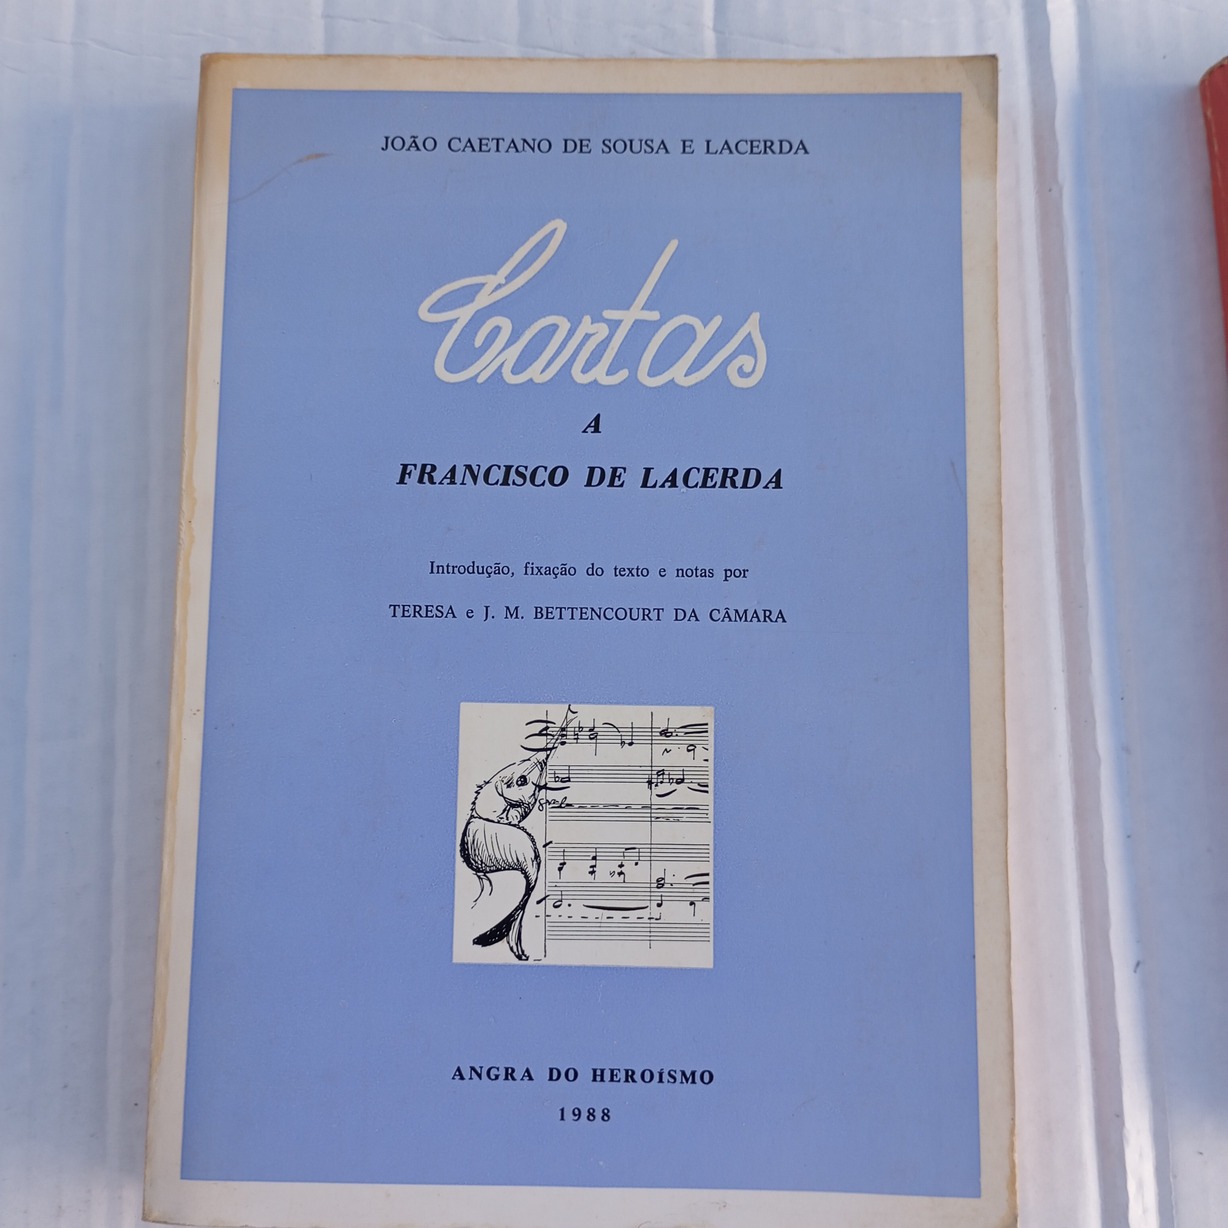 JOÃO CAETANO DE SOUSA E LACERDA
Cartas
A
FRANCISCO DE LACERDA
Introdução, fixação do texto e notas por
TERESA e J. M. BETTENCOURT DA CÂMARA
ANGRA DO HEROíSMO
1988